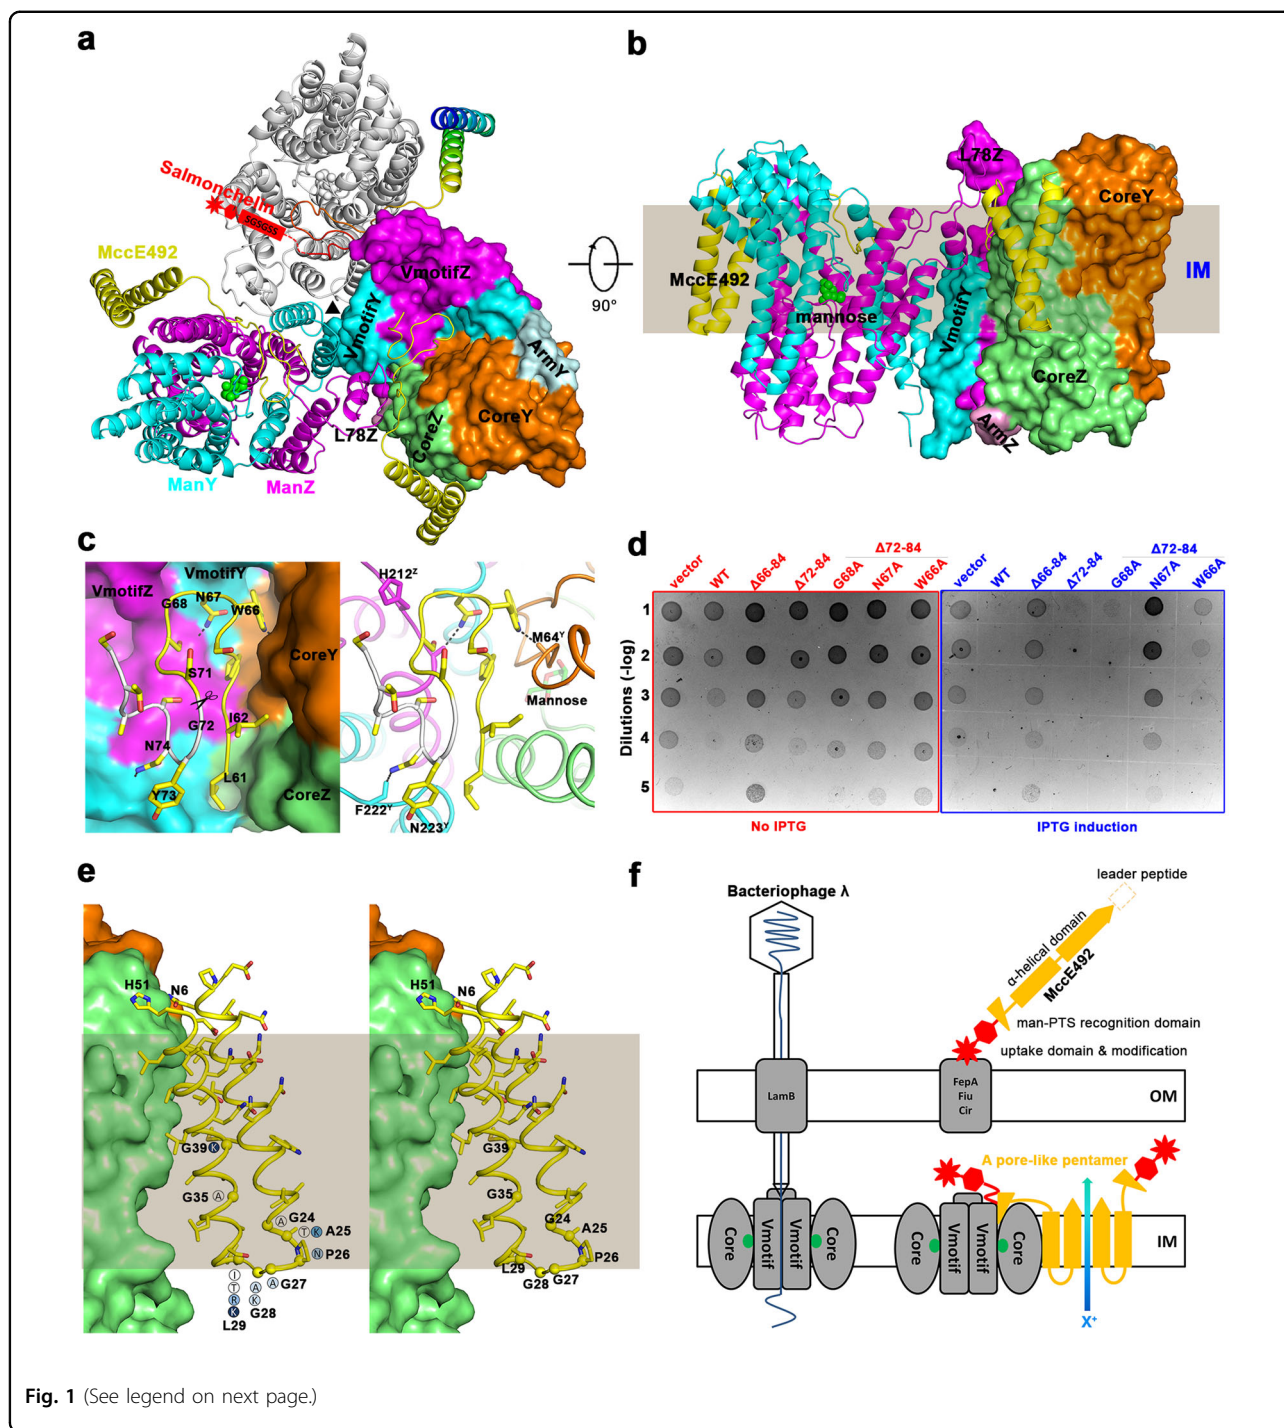 a
Salmonchelin
SGSGSS
MccE492
VmotifZ
VmotifY
ArmY
CoreY
CoreZ
L78Z
ManY
ManZ
90°
b
L78Z
CoreY
MccE492
mannose
IM
VmotifY
CoreZ
ArmZ
c
VmotifZ
VmotifY
G68
N67
W66
CoreY
S71
G72
I62
N74
L61
Y73
CoreZ
H212ᶻ
M64ʸ
Mannose
F222ʸ
N223ʸ
d
Δ72-84
vector
WT
Δ66-84
Δ72-84
G68A
N67A
W66A
Δ72-84
vector
WT
Δ66-84
Δ72-84
G68A
N67A
W66A
Dilutions (-log)
1
2
3
4
5
No IPTG
IPTG induction
e
H51
N6
G39 K
G35 A
A G24
T K A25
N P26
A G27
A
K
G28
I
T
R
K
L29
H51
N6
G39
G35
G24
A25
P26
L29
G27
G28
f
Bacteriophage λ
leader peptide
α-helical domain
MccE492
man-PTS recognition domain
uptake domain & modification
LamB
FepA
Fiu
Cir
OM
A pore-like pentamer
Core
Vmotif
Vmotif
Core
Core
Vmotif
Vmotif
Core
IM
X⁺
Fig. 1 (See legend on next page.)